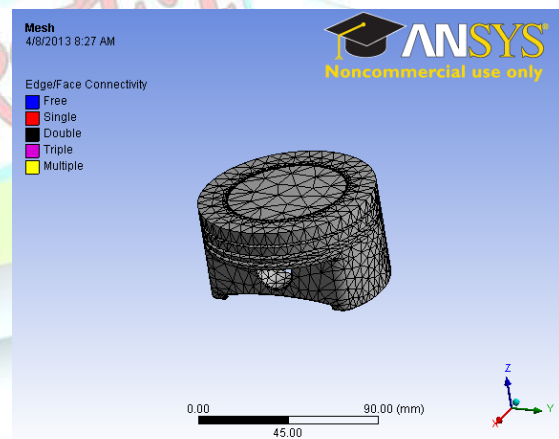 Mesh
4/8/2013 8:27 AM
ANSYS
Noncommercial use only
Edge/Face Connectivity
Free
Single
Double
Triple
Multiple
0.00 90.00 (mm)
45.00
Z
Y
X